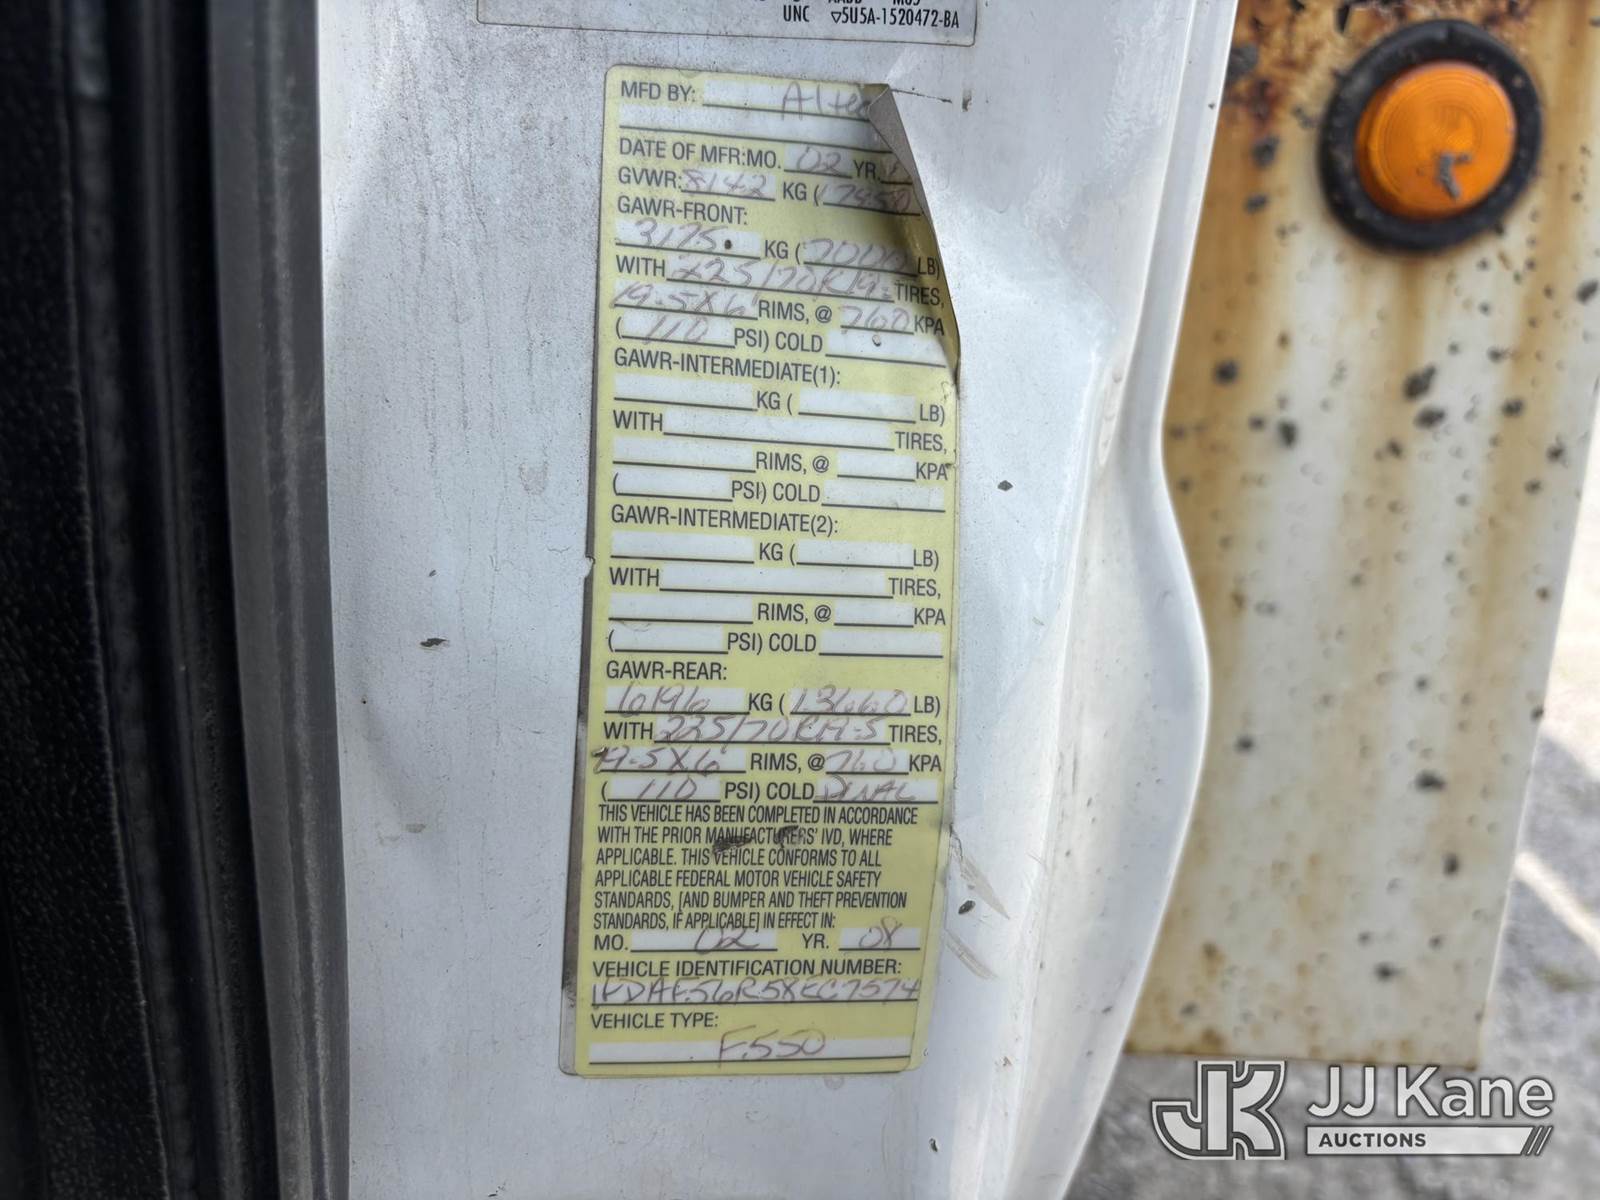 UNC ▽5U5A-1520472-BA
MFD BY: Altec
DATE OF MFR:MO. 02 YR.
GVWR: 8142 KG (
GAWR-FRONT:
3175 KG (7000 LB)
WITH 225/70R19.5 TIRES,
19.5X6 RIMS, @ 760 KPA
(110 PSI) COLD
GAWR-INTERMEDIATE(1):
KG ( LB)
WITH TIRES,
RIMS, @ KPA
( PSI) COLD
GAWR-INTERMEDIATE(2):
KG ( LB)
WITH TIRES,
RIMS, @ KPA
( PSI) COLD
GAWR-REAR:
6196 KG (13660 LB)
WITH 225/70R19.5 TIRES,
19.5X6 RIMS, @ 760 KPA
(110 PSI) COLD
THIS VEHICLE HAS BEEN COMPLETED IN ACCORDANCE
WITH THE PRIOR MANUFACTURERS' IVD, WHERE
APPLICABLE. THIS VEHICLE CONFORMS TO ALL
APPLICABLE FEDERAL MOTOR VEHICLE SAFETY
STANDARDS, [AND BUMPER AND THEFT PREVENTION
STANDARDS, IF APPLICABLE] IN EFFECT IN:
MO. 02 YR. 08
VEHICLE IDENTIFICATION NUMBER:
1FDAF56R58EC7574
VEHICLE TYPE:
F550
JK JJ Kane
AUCTIONS